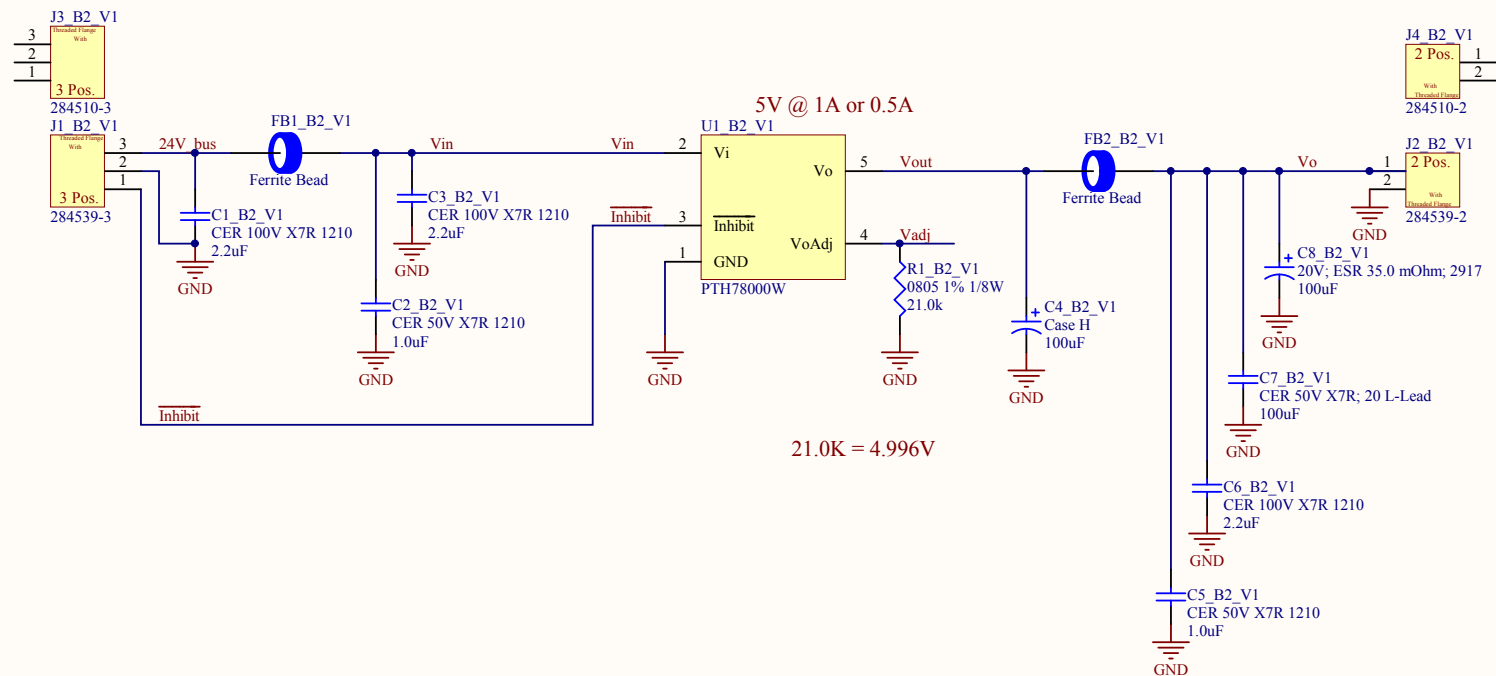 J3_B2_V1
Threaded Flange
With
3
2
1
3 Pos.
284510-3
J1_B2_V1
Threaded Flange
With
3
2
1
3 Pos.
284539-3
24V_bus
FB1_B2_V1
Ferrite Bead
Vin
Vin
C1_B2_V1
CER 100V X7R 1210
2.2uF
GND
C3_B2_V1
CER 100V X7R 1210
2.2uF
GND
C2_B2_V1
CER 50V X7R 1210
1.0uF
GND
Inhibit
Inhibit
5V @ 1A or 0.5A
U1_B2_V1
2
Vi
Vo
5
3
Inhibit
VoAdj
4
1
GND
PTH78000W
GND
Vout
Vadj
R1_B2_V1
0805 1% 1/8W
21.0k
GND
C4_B2_V1
Case H
100uF
GND
21.0K = 4.996V
FB2_B2_V1
Ferrite Bead
Vo
J4_B2_V1
2 Pos.
1
2
With
Threaded Flange
284510-2
J2_B2_V1
1
2 Pos.
2
With
Threaded Flange
284539-2
GND
C8_B2_V1
20V; ESR 35.0 mOhm; 2917
100uF
GND
C7_B2_V1
CER 50V X7R; 20 L-Lead
100uF
GND
C6_B2_V1
CER 100V X7R 1210
2.2uF
GND
C5_B2_V1
CER 50V X7R 1210
1.0uF
GND